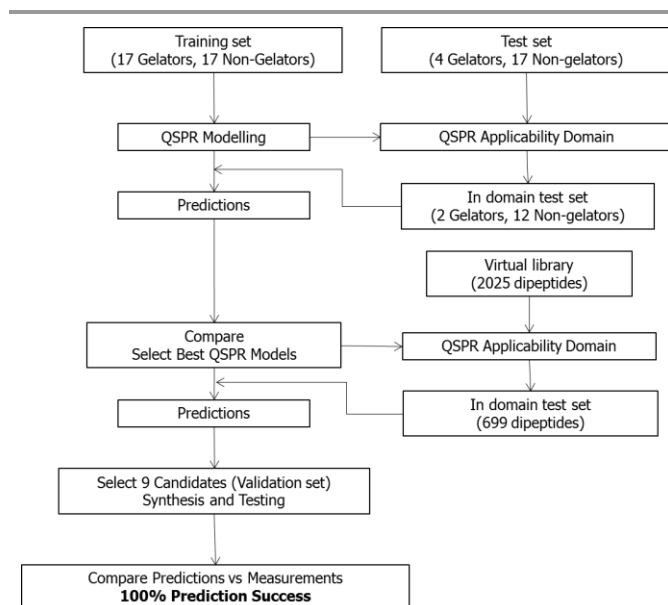 Training set
(17 Gelators, 17 Non-Gelators)
Test set
(4 Gelators, 17 Non-gelators)
QSPR Modelling
QSPR Applicability Domain
Predictions
In domain test set
(2 Gelators, 12 Non-gelators)
Virtual library
(2025 dipeptides)
Compare
Select Best QSPR Models
QSPR Applicability Domain
Predictions
In domain test set
(699 dipeptides)
Select 9 Candidates (Validation set)
Synthesis and Testing
Compare Predictions vs Measurements
100% Prediction Success